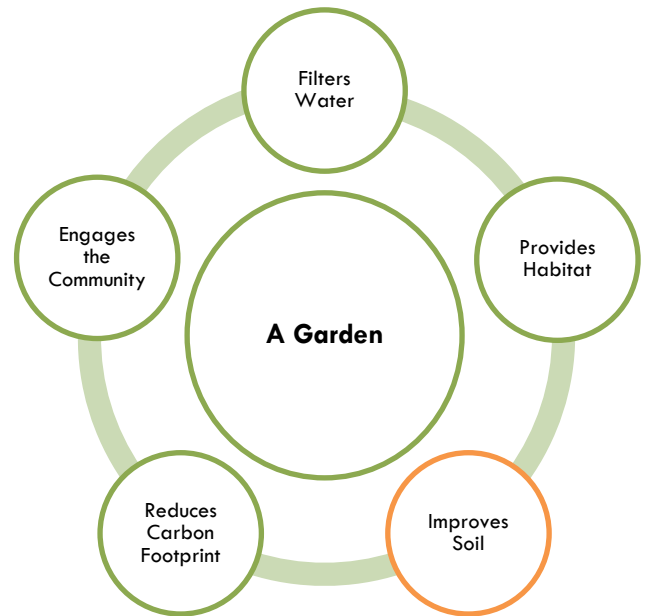 Filters
Water
Provides
Habitat
Improves
Soil
Reduces
Carbon
Footprint
Engages
the
Community
A Garden